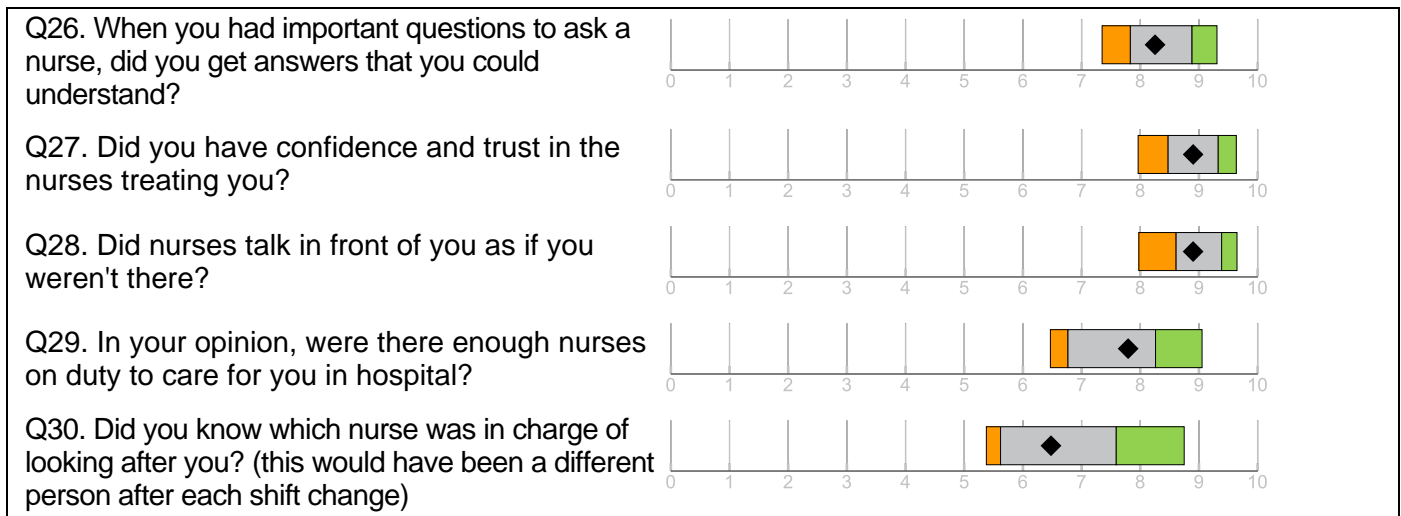 Q26. When you had important questions to ask a
nurse, did you get answers that you could
understand?
0 1 2 3 4 5 6 7 8 9 10
Q27. Did you have confidence and trust in the
nurses treating you?
0 1 2 3 4 5 6 7 8 9 10
Q28. Did nurses talk in front of you as if you
weren't there?
0 1 2 3 4 5 6 7 8 9 10
Q29. In your opinion, were there enough nurses
on duty to care for you in hospital?
0 1 2 3 4 5 6 7 8 9 10
Q30. Did you know which nurse was in charge of
looking after you? (this would have been a different
person after each shift change)
0 1 2 3 4 5 6 7 8 9 10